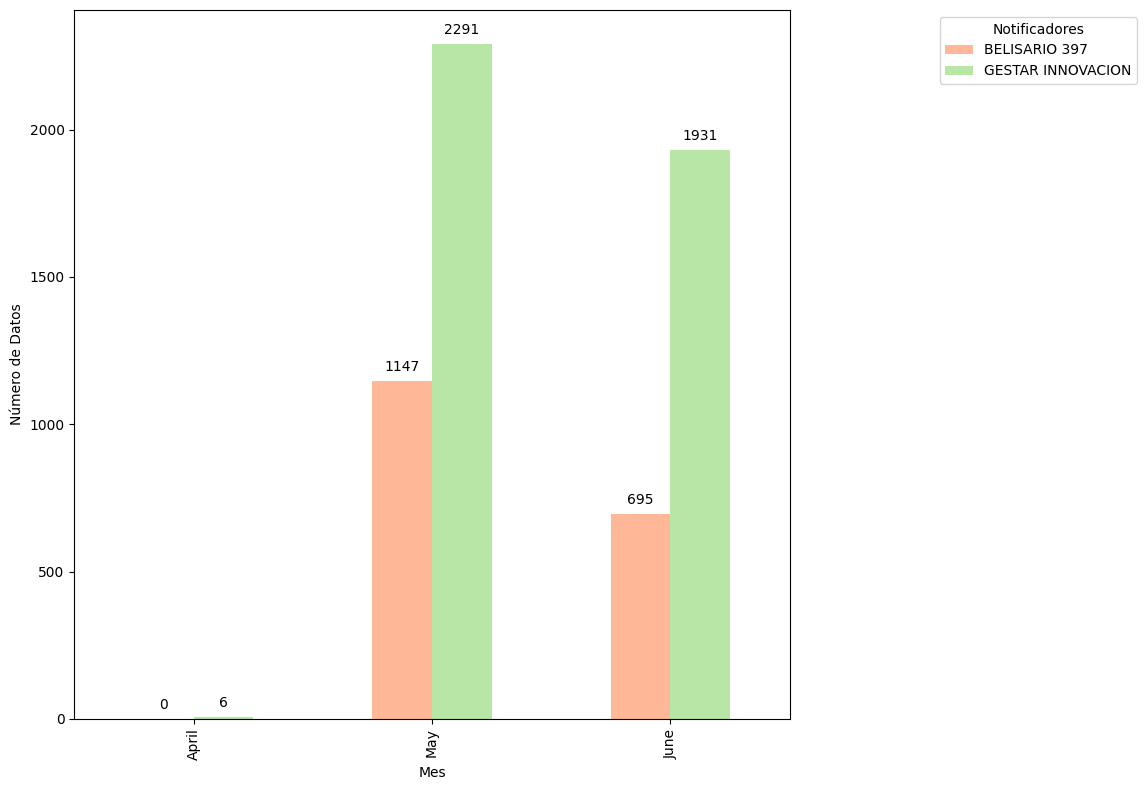 Notificadores
BELISARIO 397
GESTAR INNOVACION
Número de Datos
2000
1500
1000
500
0
0
6
1147
2291
695
1931
April
May
June
Mes